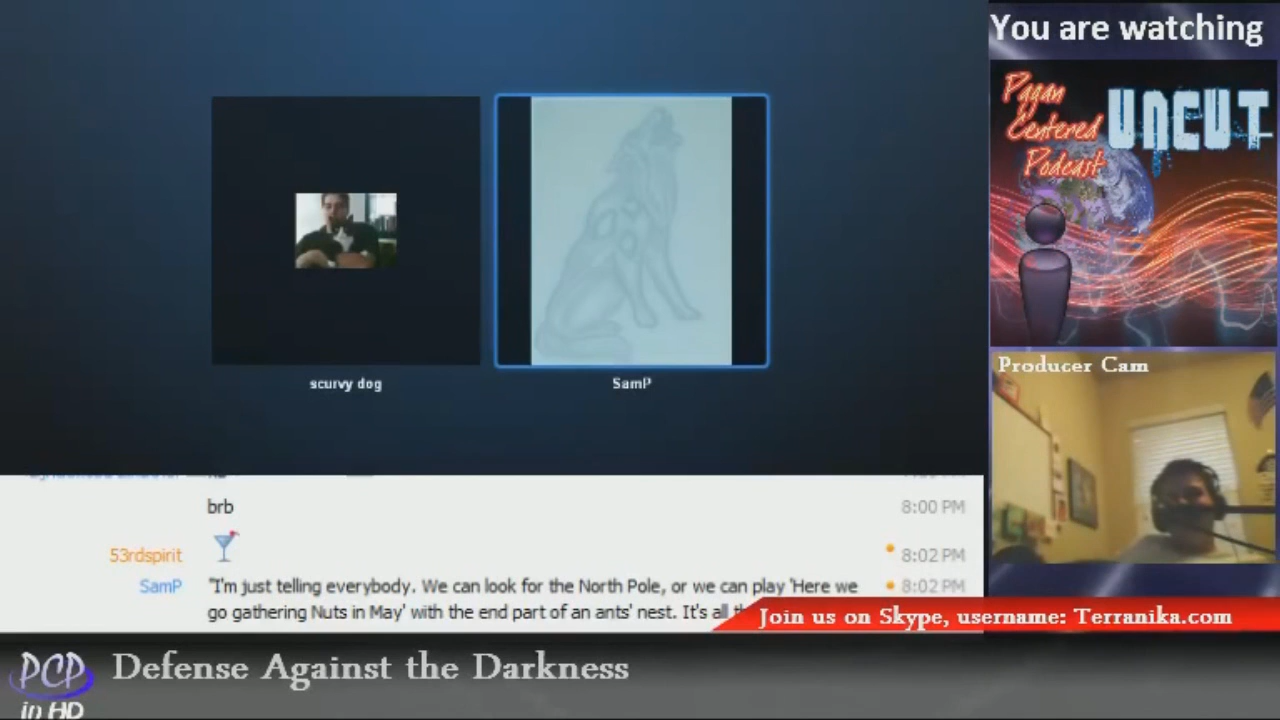 You are watching
Pagan
Centered
Podcast
UNCUT
Producer Cam
scurvy dog
SamP
brb
8:00 PM
53rdspirit
8:02 PM
SamP
"I'm just telling everybody. We can look for the North Pole, or we can play 'Here we
8:02 PM
go gathering Nuts in May' with the end part of an ants' nest. It's all
Join us on Skype, username: Terranika.com
PCP
in HD
Defense Against the Darkness